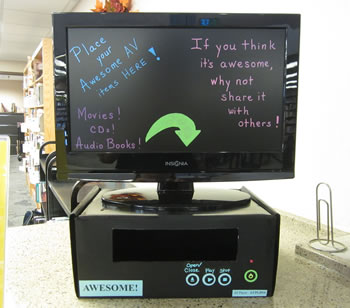 Place
your
Awesome AV
items HERE!
If you think
it's awesome,
why not
share it
with
others!
Movies!
CDs!
Audio Books!
INSIGNIA
Open/
Close
Play
Stop
AWESOME!